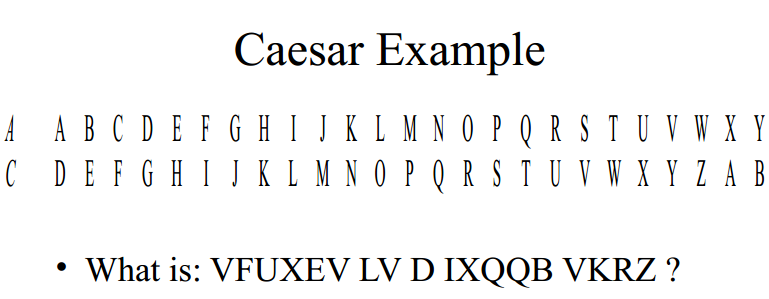 Caesar Example
A A B C D E F G H I J K L M N O P Q R S T U V W X Y
C D E F G H I J K L M N O P Q R S T U V W X Y Z A B
• What is: VFUXEV LV D IXQQB VKRZ ?